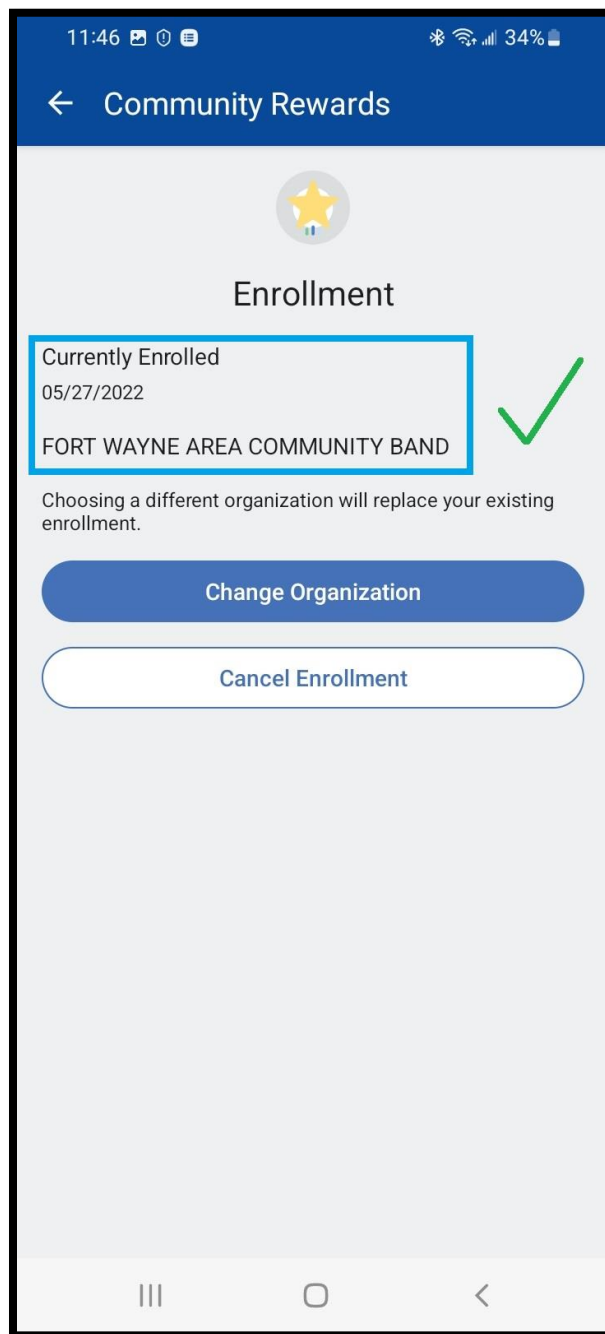 11:46 34%
Community Rewards
Enrollment
Currently Enrolled
05/27/2022
FORT WAYNE AREA COMMUNITY BAND
Choosing a different organization will replace your existing
enrollment.
Change Organization
Cancel Enrollment